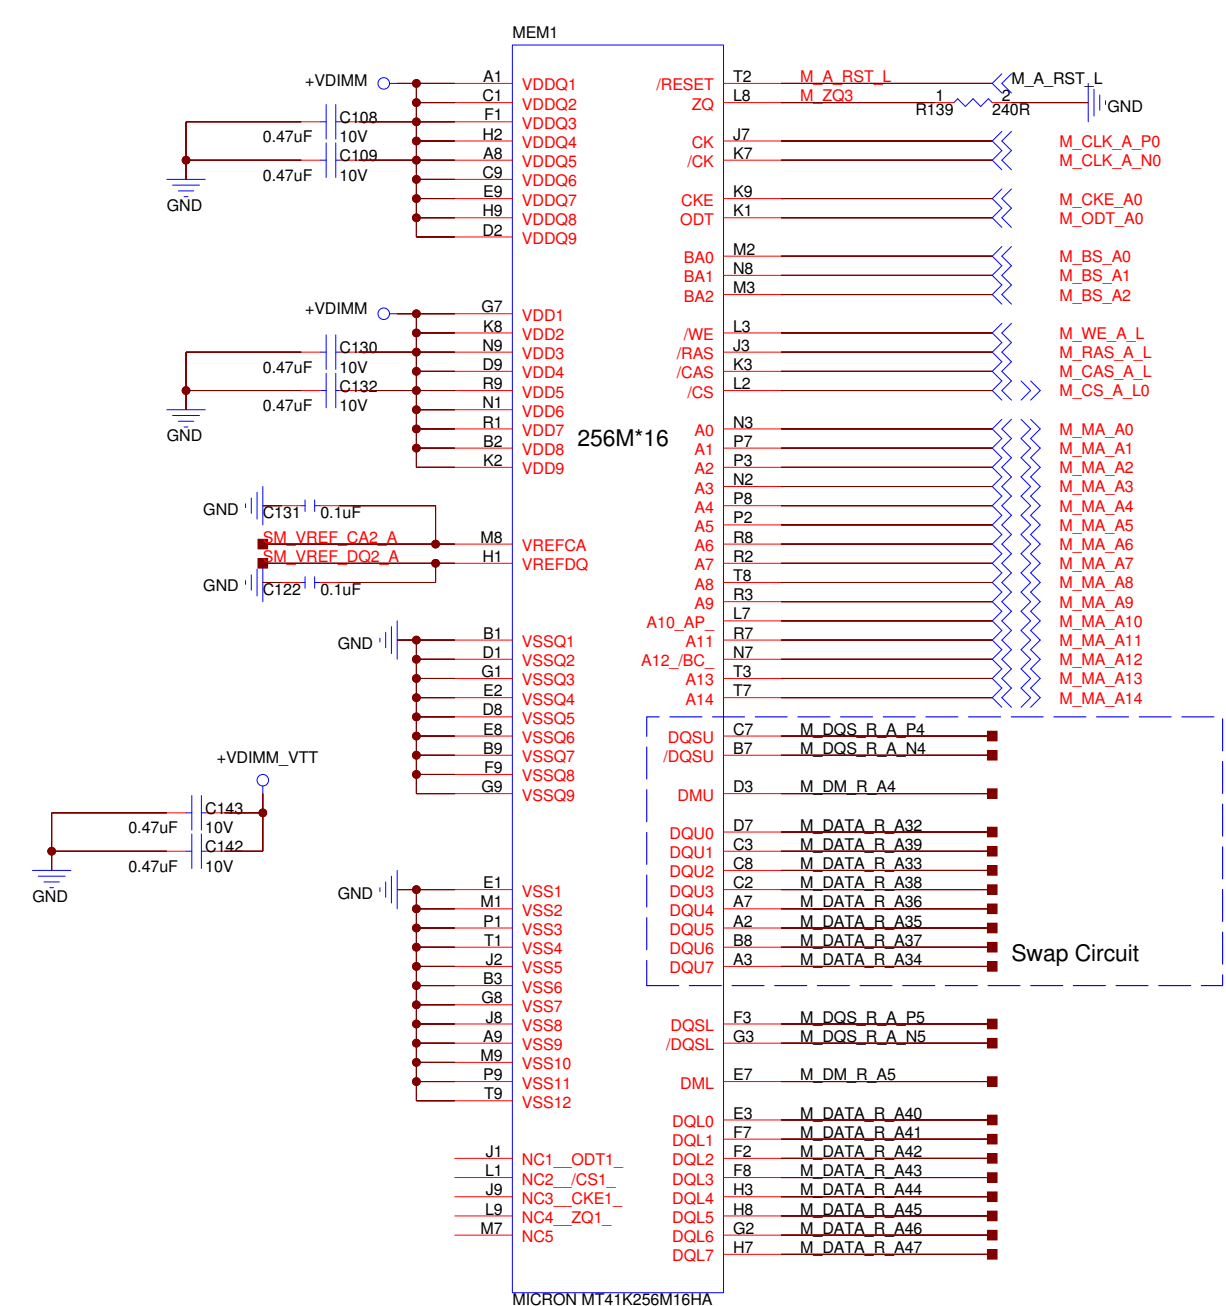 MEM1
+VDIMM
A1 VDDQ1
C1 VDDQ2
F1 VDDQ3
H2 VDDQ4
A8 VDDQ5
C9 VDDQ6
E9 VDDQ7
H9 VDDQ8
D2 VDDQ9
C108
0.47uF 10V
C109
0.47uF 10V
GND
+VDIMM
G7 VDD1
K8 VDD2
N9 VDD3
D9 VDD4
R9 VDD5
N1 VDD6
R1 VDD7
B2 VDD8
K2 VDD9
C130
0.47uF 10V
C132
0.47uF 10V
GND
256M*16
GND C131 0.1uF
SM_VREF_CA2_A M8 VREFCA
SM_VREF_DQ2_A H1 VREFDQ
GND C122 0.1uF
GND
B1 VSSQ1
D1 VSSQ2
G1 VSSQ3
E2 VSSQ4
D8 VSSQ5
E8 VSSQ6
B9 VSSQ7
F9 VSSQ8
G9 VSSQ9
+VDIMM_VTT
C143
0.47uF 10V
C142
0.47uF 10V
GND
GND
E1 VSS1
M1 VSS2
P1 VSS3
T1 VSS4
J2 VSS5
B3 VSS6
G8 VSS7
J8 VSS8
A9 VSS9
M9 VSS10
P9 VSS11
T9 VSS12
J1 NC1__ODT1_
L1 NC2__/CS1_
J9 NC3__CKE1_
L9 NC4__ZQ1_
M7 NC5
/RESET T2 M_A_RST_L M_A_RST_L
ZQ L8 M_ZQ3 1 2 GND
R139 240R
CK J7 M_CLK_A_P0
/CK K7 M_CLK_A_N0
CKE K9 M_CKE_A0
ODT K1 M_ODT_A0
BA0 M2 M_BS_A0
BA1 N8 M_BS_A1
BA2 M3 M_BS_A2
/WE L3 M_WE_A_L
/RAS J3 M_RAS_A_L
/CAS K3 M_CAS_A_L
/CS L2 M_CS_A_L0
A0 N3 M_MA_A0
A1 P7 M_MA_A1
A2 P3 M_MA_A2
A3 N2 M_MA_A3
A4 P8 M_MA_A4
A5 P2 M_MA_A5
A6 R8 M_MA_A6
A7 R2 M_MA_A7
A8 T8 M_MA_A8
A9 R3 M_MA_A9
A10_AP_ L7 M_MA_A10
A11 R7 M_MA_A11
A12_/BC_ N7 M_MA_A12
A13 T3 M_MA_A13
A14 T7 M_MA_A14
DQSU C7 M_DQS_R_A_P4
/DQSU B7 M_DQS_R_A_N4
DMU D3 M_DM_R_A4
DQU0 D7 M_DATA_R_A32
DQU1 C3 M_DATA_R_A39
DQU2 C8 M_DATA_R_A33
DQU3 C2 M_DATA_R_A38
DQU4 A7 M_DATA_R_A36
DQU5 A2 M_DATA_R_A35
DQU6 B8 M_DATA_R_A37
DQU7 A3 M_DATA_R_A34
Swap Circuit
DQSL F3 M_DQS_R_A_P5
/DQSL G3 M_DQS_R_A_N5
DML E7 M_DM_R_A5
DQL0 E3 M_DATA_R_A40
DQL1 F7 M_DATA_R_A41
DQL2 F2 M_DATA_R_A42
DQL3 F8 M_DATA_R_A43
DQL4 H3 M_DATA_R_A44
DQL5 H8 M_DATA_R_A45
DQL6 G2 M_DATA_R_A46
DQL7 H7 M_DATA_R_A47
MICRON MT41K256M16HA